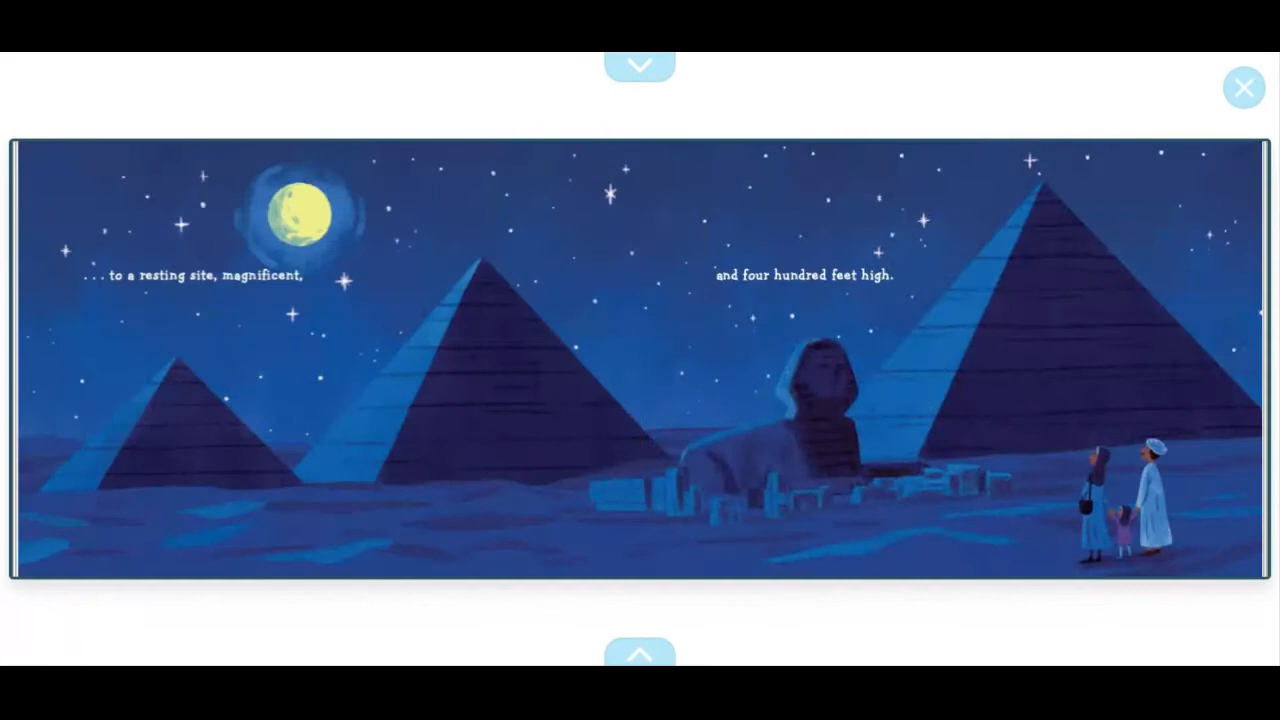 . . . to a resting site, magnificent,
and four hundred feet high.